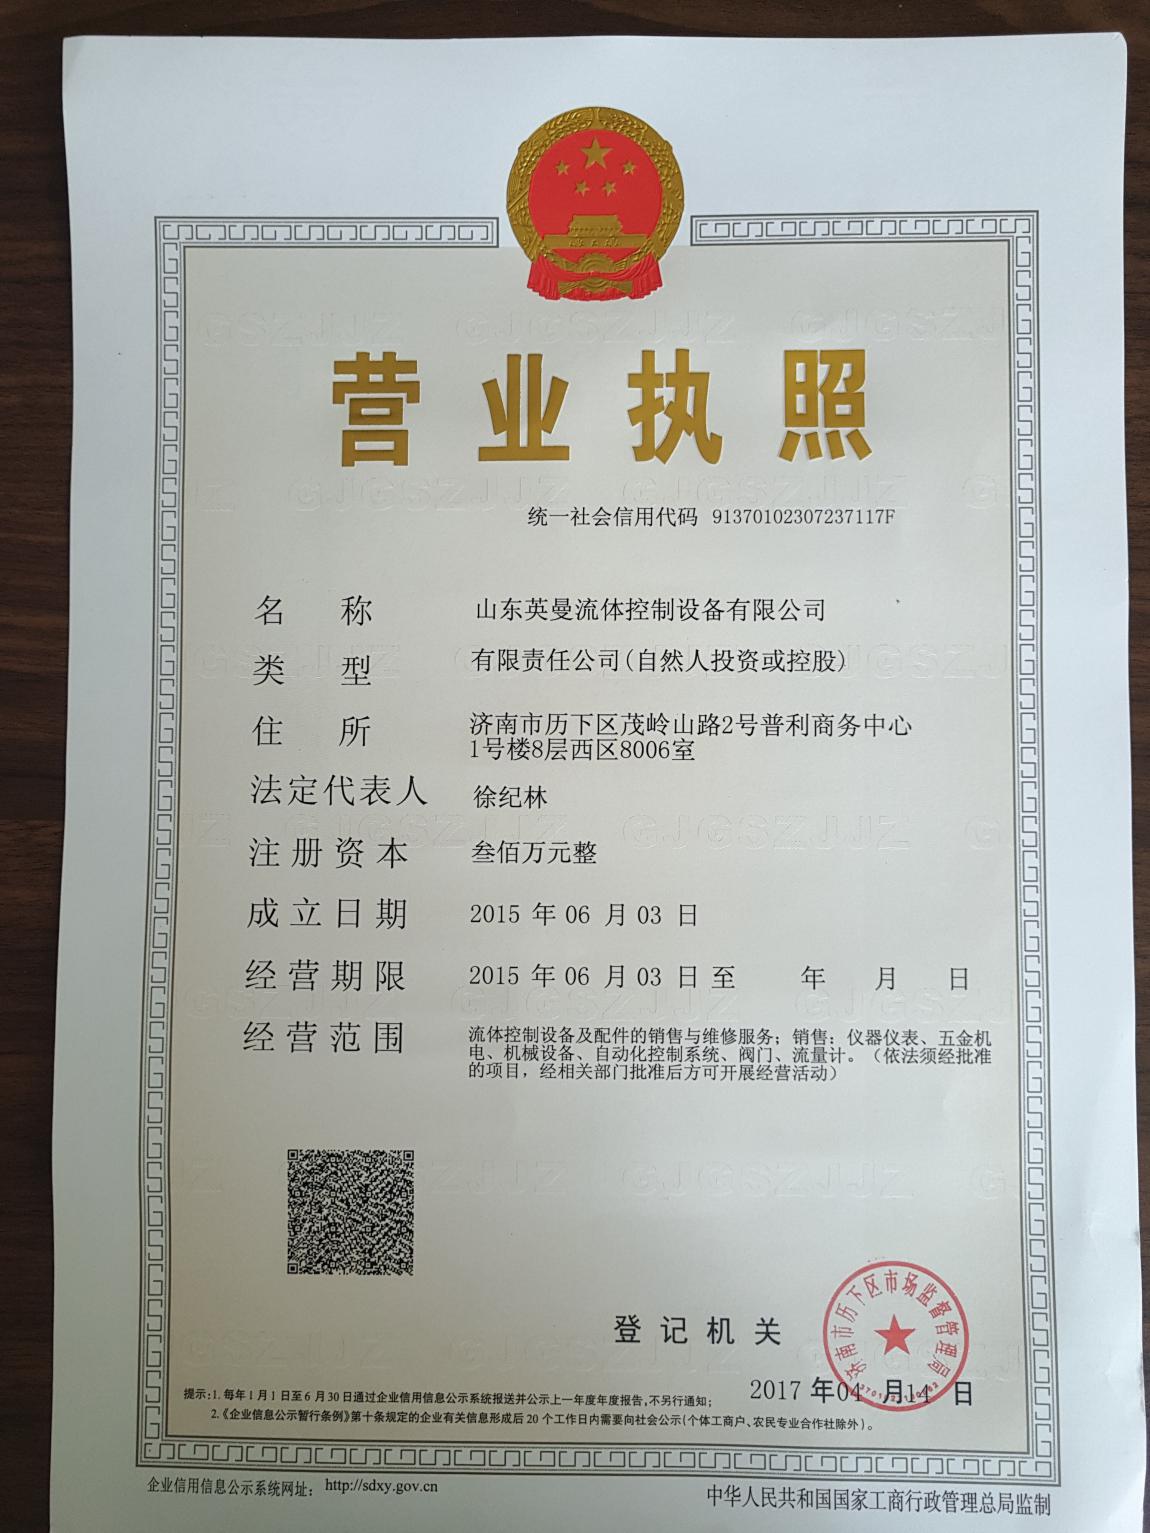 营业执照
统一社会信用代码 91370102307237117F
名称 山东英曼流体控制设备有限公司
类型 有限责任公司(自然人投资或控股)
住所 济南市历下区茂岭山路2号普利商务中心
1号楼8层西区8006室
法定代表人 徐纪林
注册资本 叁佰万元整
成立日期 2015 年 06 月 03 日
经营期限 2015 年 06 月 03 日 至 年 月 日
经营范围 流体控制设备及配件的销售与维修服务；销售：仪器仪表、五金机
电、机械设备、自动化控制系统、阀门、流量计。（依法须经批准
的项目，经相关部门批准后方可开展经营活动）
登记机关
济南市历下区市场监督管理局
2017 年 04 月 14 日
提示:1.每年1月1日至6月30日通过企业信用信息公示系统报送并公示上一年度年度报告,不另行通知;
2.《企业信息公示暂行条例》第十条规定的企业有关信息形成后20个工作日内需要向社会公示(个体工商户、农民专业合作社除外)。
企业信用信息公示系统网址: http://sdxy.gov.cn
中华人民共和国国家工商行政管理总局监制